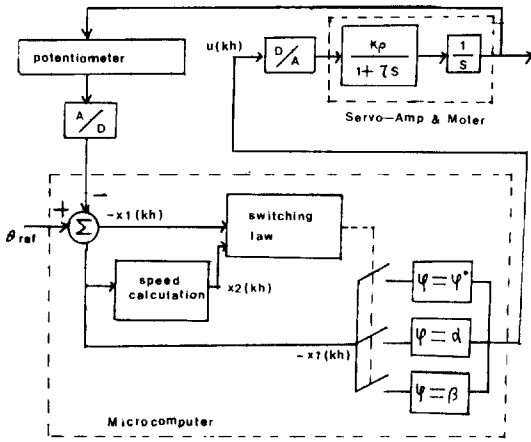 u(kh)
D/A
Kρ
1 + τS
1
S
potentiometer
Servo-Amp & Moter
A/D
+
−
θref
Σ
-x1(kh)
switching
law
speed
calculation
x2(kh)
φ=φ°
φ=α
-x1(kh)
φ=β
Microcomputer